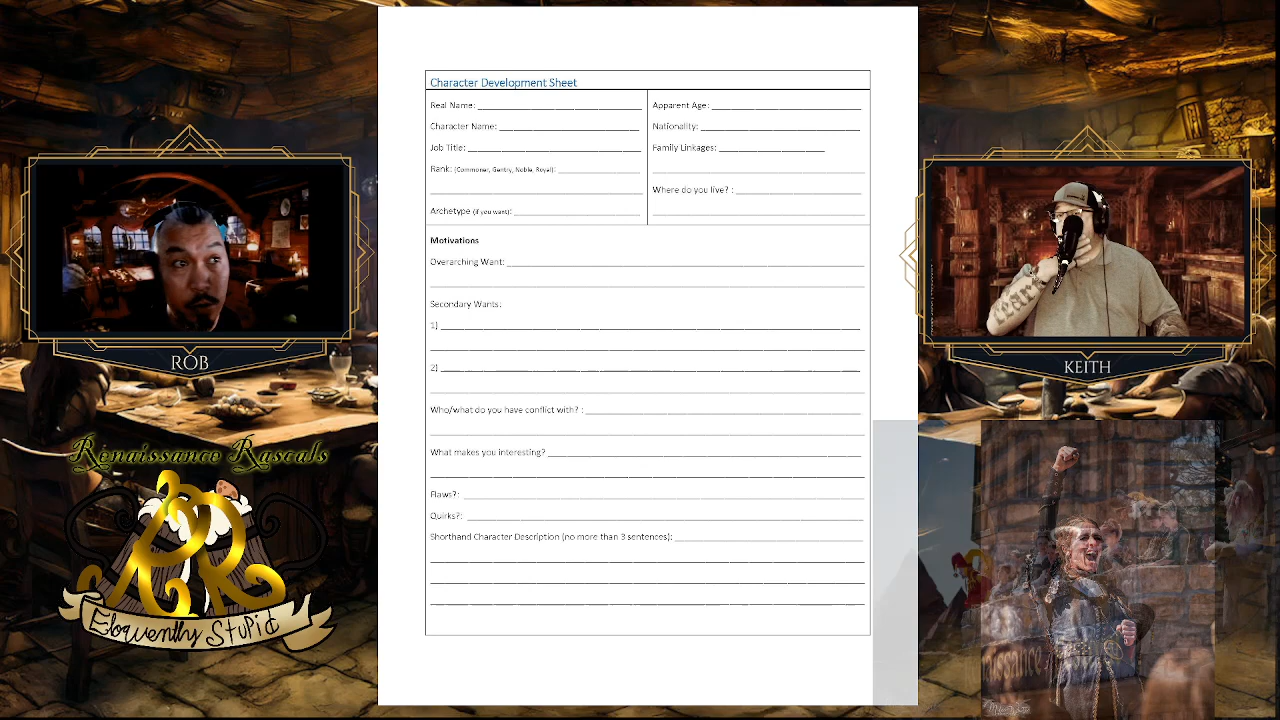 Character Development Sheet
Real Name:
Character Name:
Job Title:
Rank: (Commoner, Gentry, Noble, Royal):
Archetype (if you want):
Apparent Age:
Nationality:
Family Linkages:
Where do you live? :
Motivations
Overarching Want:
Secondary Wants:
1)
2)
Who/what do you have conflict with? :
What makes you interesting?
Flaws?:
Quirks?:
Shorthand Character Description (no more than 3 sentences):
ROB
KEITH
Renaissance Rascals
RR
Eloquently Stupid